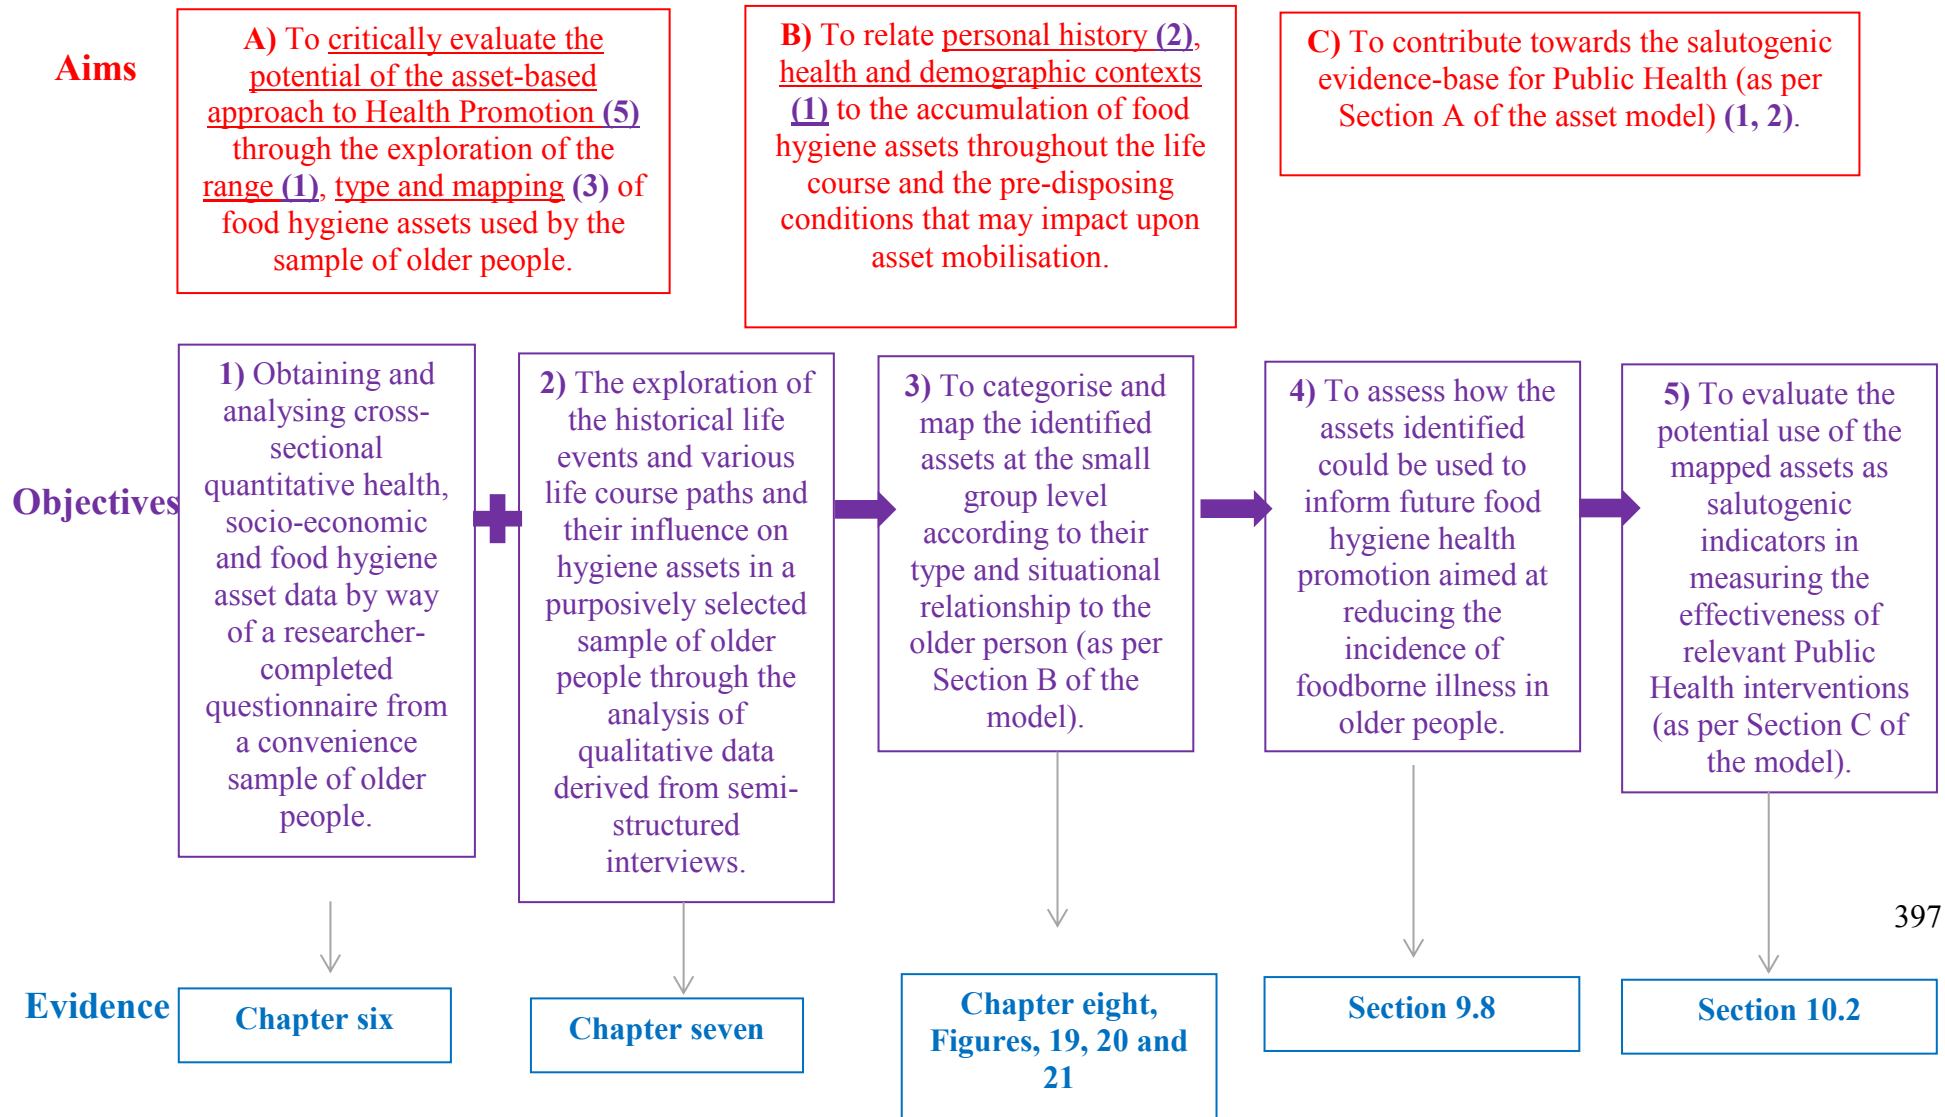 Aims
A) To critically evaluate the
potential of the asset-based
approach to Health Promotion (5)
through the exploration of the
range (1), type and mapping (3) of
food hygiene assets used by the
sample of older people.
B) To relate personal history (2),
health and demographic contexts
(1) to the accumulation of food
hygiene assets throughout the life
course and the pre-disposing
conditions that may impact upon
asset mobilisation.
C) To contribute towards the salutogenic
evidence-base for Public Health (as per
Section A of the asset model) (1, 2).
Objectives
1) Obtaining and
analysing cross-
sectional
quantitative health,
socio-economic
and food hygiene
asset data by way
of a researcher-
completed
questionnaire from
a convenience
sample of older
people.
2) The exploration of
the historical life
events and various
life course paths and
their influence on
hygiene assets in a
purposively selected
sample of older
people through the
analysis of
qualitative data
derived from semi-
structured
interviews.
3) To categorise and
map the identified
assets at the small
group level
according to their
type and situational
relationship to the
older person (as per
Section B of the
model).
4) To assess how the
assets identified
could be used to
inform future food
hygiene health
promotion aimed at
reducing the
incidence of
foodborne illness in
older people.
5) To evaluate the
potential use of the
mapped assets as
salutogenic
indicators in
measuring the
effectiveness of
relevant Public
Health interventions
(as per Section C of
the model).
397
Evidence
Chapter six
Chapter seven
Chapter eight,
Figures, 19, 20 and
21
Section 9.8
Section 10.2